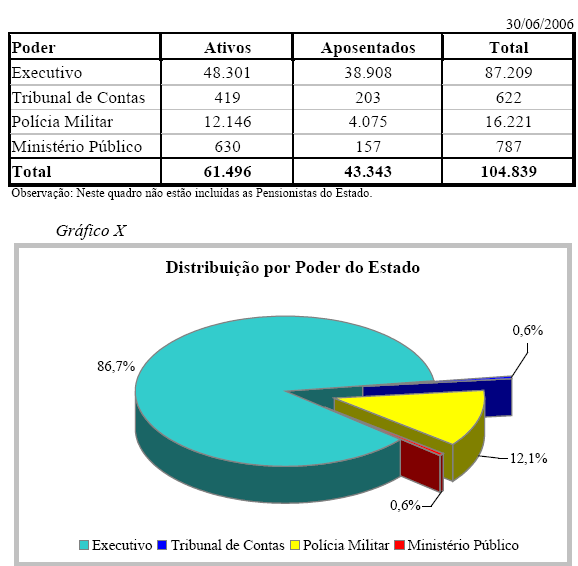 30/06/2006
Poder Ativos Aposentados Total
Executivo 48.301 38.908 87.209
Tribunal de Contas 419 203 622
Polícia Militar 12.146 4.075 16.221
Ministério Público 630 157 787
Total 61.496 43.343 104.839
Observação: Neste quadro não estão incluidas as Pensionistas do Estado.
Gráfico X
Distribuição por Poder do Estado
0,6%
86,7%
12,1%
0,6%
Executivo Tribunal de Contas Polícia Militar Ministério Público